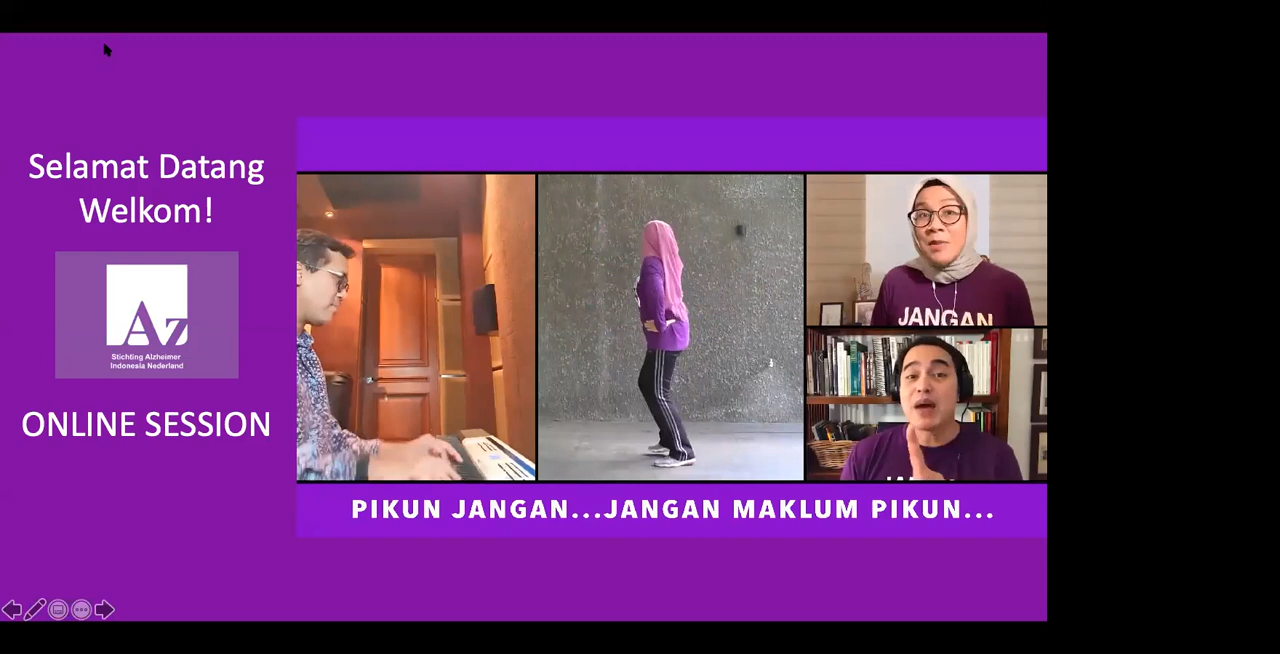 Selamat Datang
Welkom!
Az
Stichting Alzheimer
Indonesia Nederland
ONLINE SESSION
JANGAN
PIKUN JANGAN...JANGAN MAKLUM PIKUN...